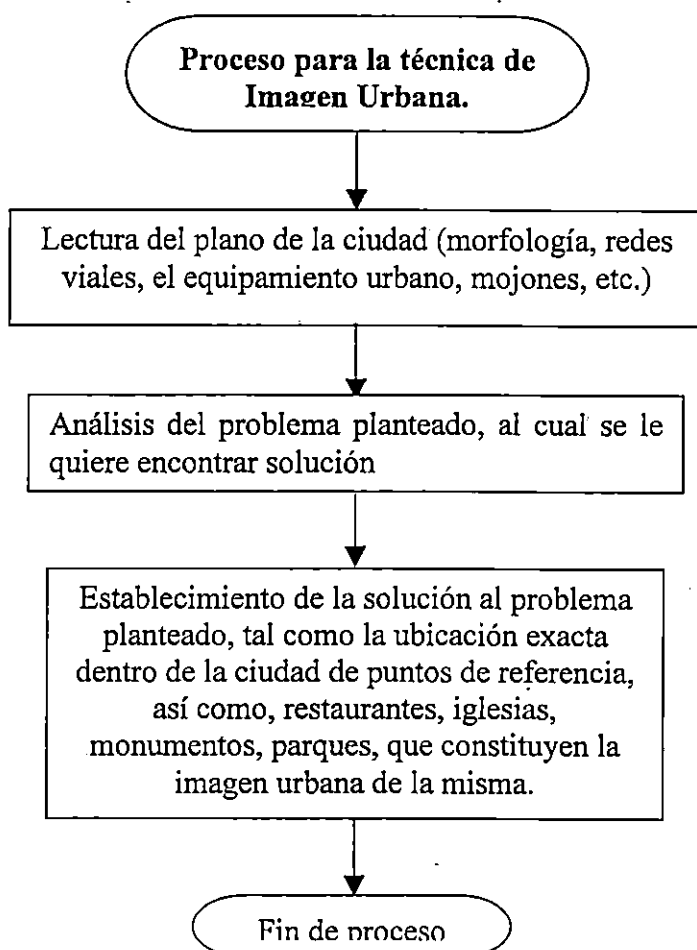 Proceso para la técnica de
Imagen Urbana.
Lectura del plano de la ciudad (morfología, redes
viales, el equipamiento urbano, mojones, etc.)
Análisis del problema planteado, al cual se le
quiere encontrar solución
Establecimiento de la solución al problema
planteado, tal como la ubicación exacta
dentro de la ciudad de puntos de referencia,
así como, restaurantes, iglesias,
monumentos, parques, que constituyen la
imagen urbana de la misma.
Fin de proceso